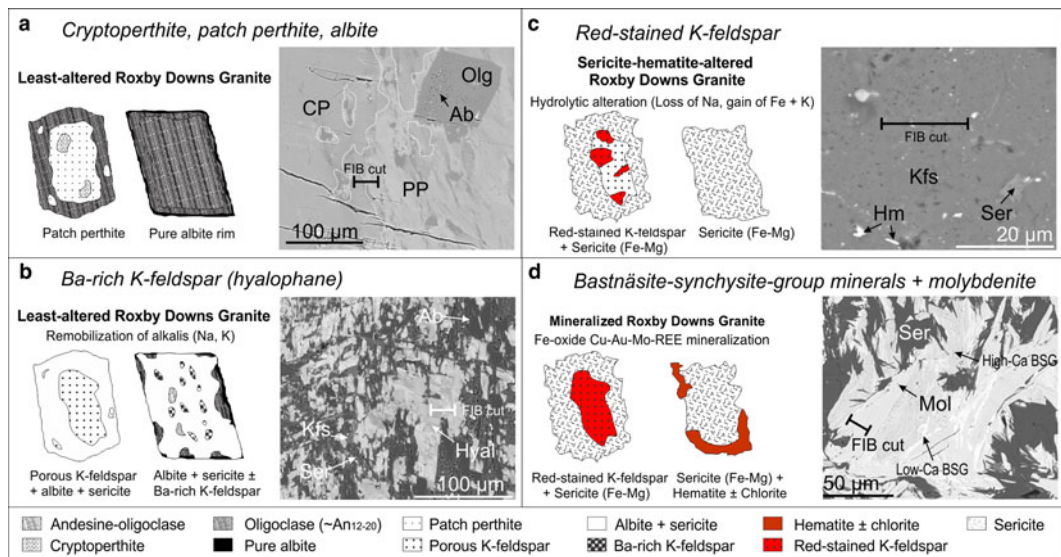 a Cryptoperthite, patch perthite, albite
Least-altered Roxby Downs Granite
Patch perthite
Pure albite rim
CP
Olg
Ab
FIB cut
PP
100 µm
b Ba-rich K-feldspar (hyalophane)
Least-altered Roxby Downs Granite
Remobilization of alkalis (Na, K)
Porous K-feldspar
+ albite + sericite
Albite + sericite ±
Ba-rich K-feldspar
Ab
FIB cut
Kfs
Hyal
Ser
100 µm
c Red-stained K-feldspar
Sericite-hematite-altered
Roxby Downs Granite
Hydrolytic alteration (Loss of Na, gain of Fe + K)
Red-stained K-feldspar
+ Sericite (Fe-Mg)
Sericite (Fe-Mg)
FIB cut
Kfs
Hm
Ser
20 µm
d Bastnäsite-synchysite-group minerals + molybdenite
Mineralized Roxby Downs Granite
Fe-oxide Cu-Au-Mo-REE mineralization
Red-stained K-feldspar
+ Sericite (Fe-Mg)
Sericite (Fe-Mg) +
Hematite ± Chlorite
Ser
High-Ca BSG
Mol
FIB cut
Low-Ca BSG
50 µm
Andesine-oligoclase
Oligoclase (~An12-20)
Patch perthite
Albite + sericite
Hematite ± chlorite
Sericite
Cryptoperthite
Pure albite
Porous K-feldspar
Ba-rich K-feldspar
Red-stained K-feldspar